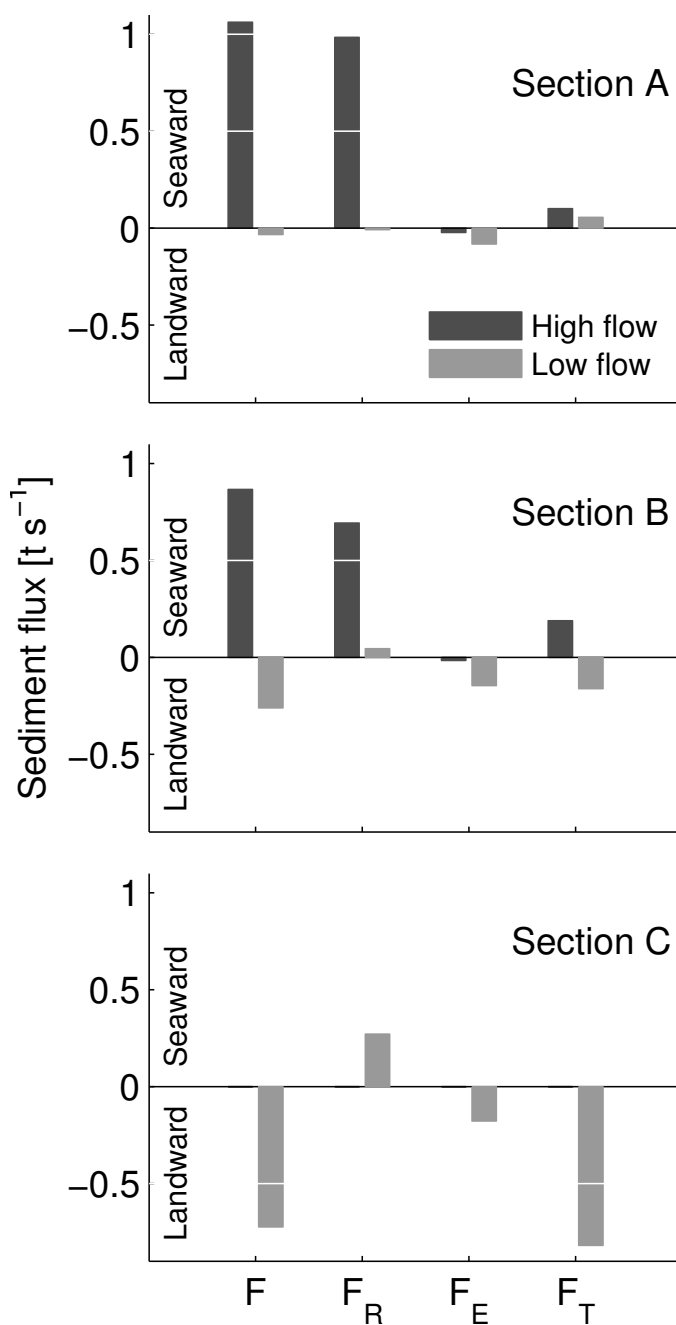 Sediment flux [t s⁻¹]
1
0.5
0
−0.5
Seaward
Landward
Section A
High flow
Low flow
1
0.5
0
−0.5
Seaward
Landward
Section B
1
0.5
0
−0.5
Seaward
Landward
Section C
F F_R F_E F_T